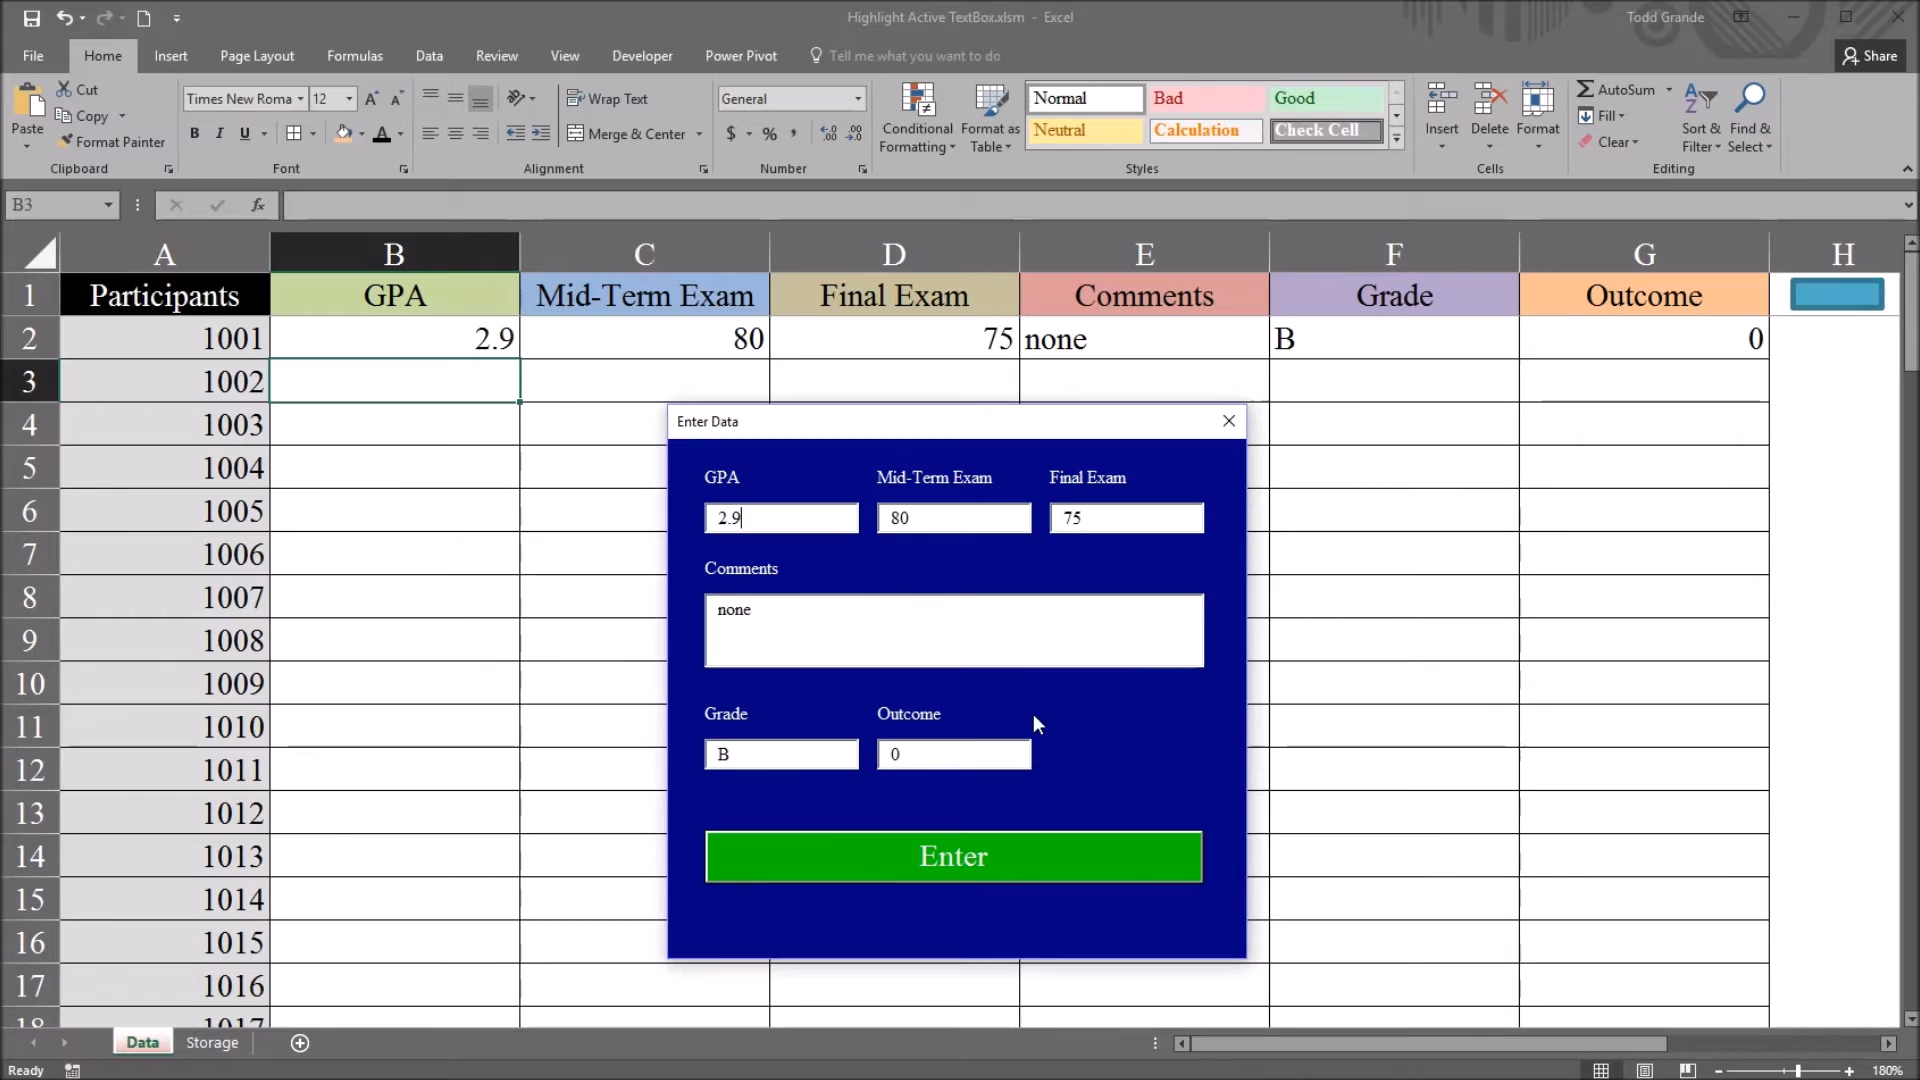 Highlight Active TextBox.xlsm - Excel
Todd Grande
File Home Insert Page Layout Formulas Data Review View Developer Power Pivot Tell me what you want to do Share
Paste
Cut
Copy
Format Painter
Clipboard
Times New Roma 12
B I U
Font
Wrap Text
Merge & Center
Alignment
General
$ % ,
Number
Conditional Formatting
Format as Table
Normal Bad Good
Neutral Calculation Check Cell
Styles
Insert Delete Format
Cells
AutoSum
Fill
Clear
Sort & Filter
Find & Select
Editing
B3 fx
A B C D E F G H
1 Participants GPA Mid-Term Exam Final Exam Comments Grade Outcome
2 1001 2.9 80 75 none B 0
3 1002
4 1003
5 1004
6 1005
7 1006
8 1007
9 1008
10 1009
11 1010
12 1011
13 1012
14 1013
15 1014
16 1015
17 1016
18 1017
Enter Data
GPA Mid-Term Exam Final Exam
2.9 80 75
Comments
none
Grade Outcome
B 0
Enter
Data Storage
Ready
180%